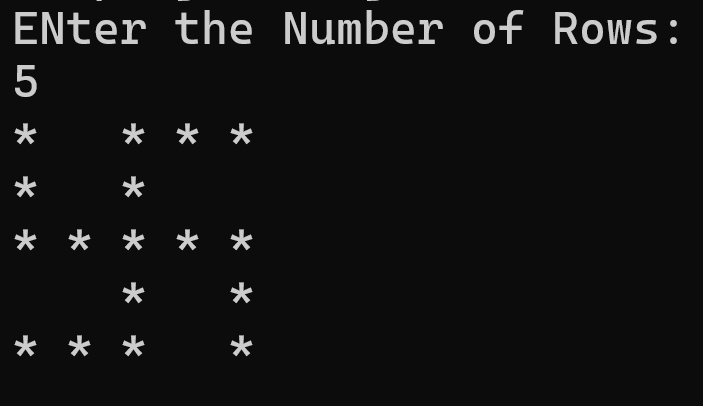 ENter the Number of Rows:
5
*   * * *
*   *
* * * * *
    *   *
* * *   *